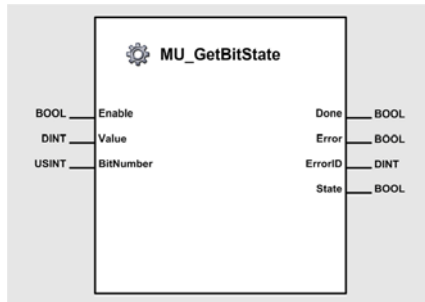 MU_GetBitState
BOOL Enable Done BOOL
DINT Value Error BOOL
USINT BitNumber ErrorID DINT
State BOOL